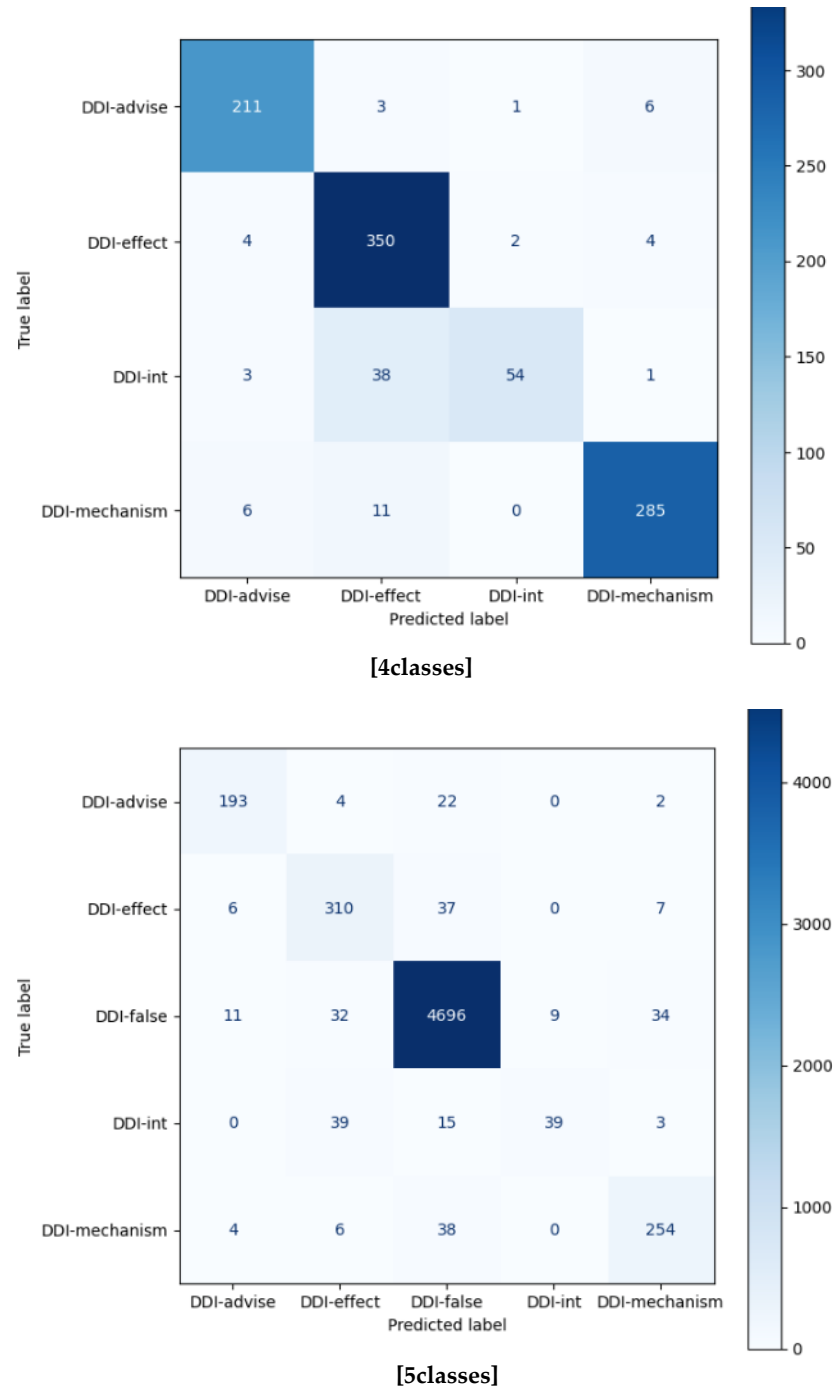 DDI-advise 211 3 1 6
DDI-effect 4 350 2 4
DDI-int 3 38 54 1
DDI-mechanism 6 11 0 285
True label
DDI-advise DDI-effect DDI-int DDI-mechanism
Predicted label
300
250
200
150
100
50
0
[4classes]
DDI-advise 193 4 22 0 2
DDI-effect 6 310 37 0 7
DDI-false 11 32 4696 9 34
DDI-int 0 39 15 39 3
DDI-mechanism 4 6 38 0 254
True label
DDI-advise DDI-effect DDI-false DDI-int DDI-mechanism
Predicted label
4000
3000
2000
1000
0
[5classes]